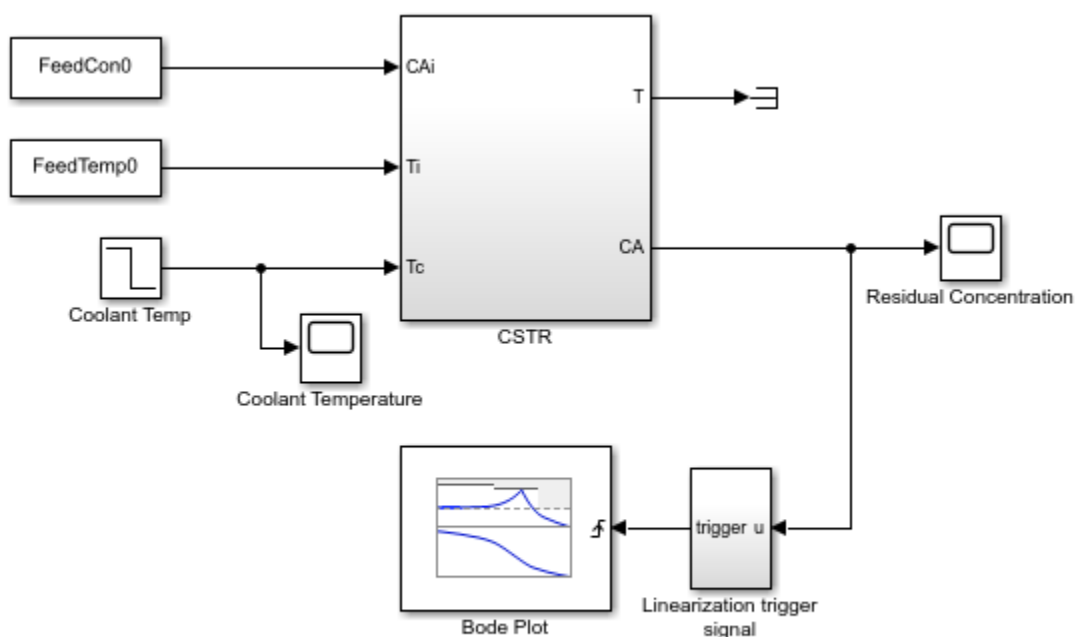 FeedCon0
CAi
T
FeedTemp0
Ti
CA
Tc
Coolant Temp
Residual Concentration
CSTR
Coolant Temperature
trigger u
Linearization trigger
signal
Bode Plot